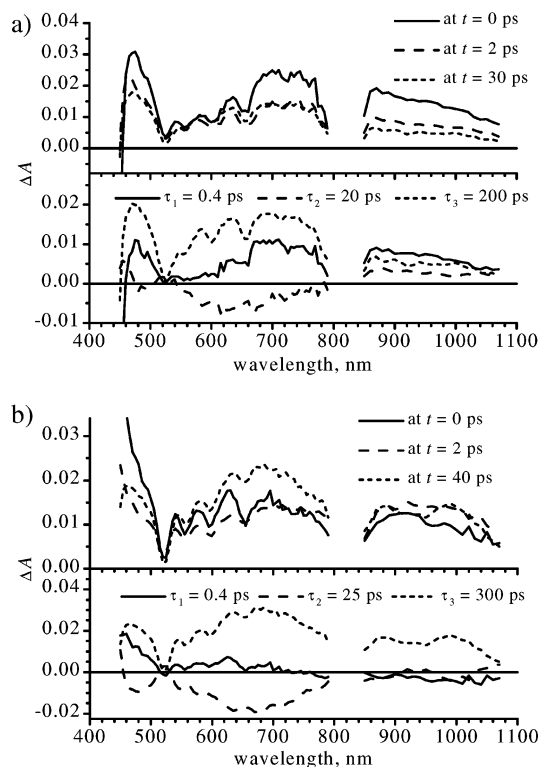 a)
0.04
0.03
0.02
0.01
0.00
at t = 0 ps
at t = 2 ps
at t = 30 ps
ΔA
0.02
0.01
0.00
-0.01
τ1 = 0.4 ps τ2 = 20 ps τ3 = 200 ps
400 500 600 700 800 900 1000 1100
wavelength, nm
b)
0.03
0.02
0.01
0.00
at t = 0 ps
at t = 2 ps
at t = 40 ps
ΔA
0.04
0.02
0.00
-0.02
τ1 = 0.4 ps τ2 = 25 ps τ3 = 300 ps
400 500 600 700 800 900 1000 1100
wavelength, nm